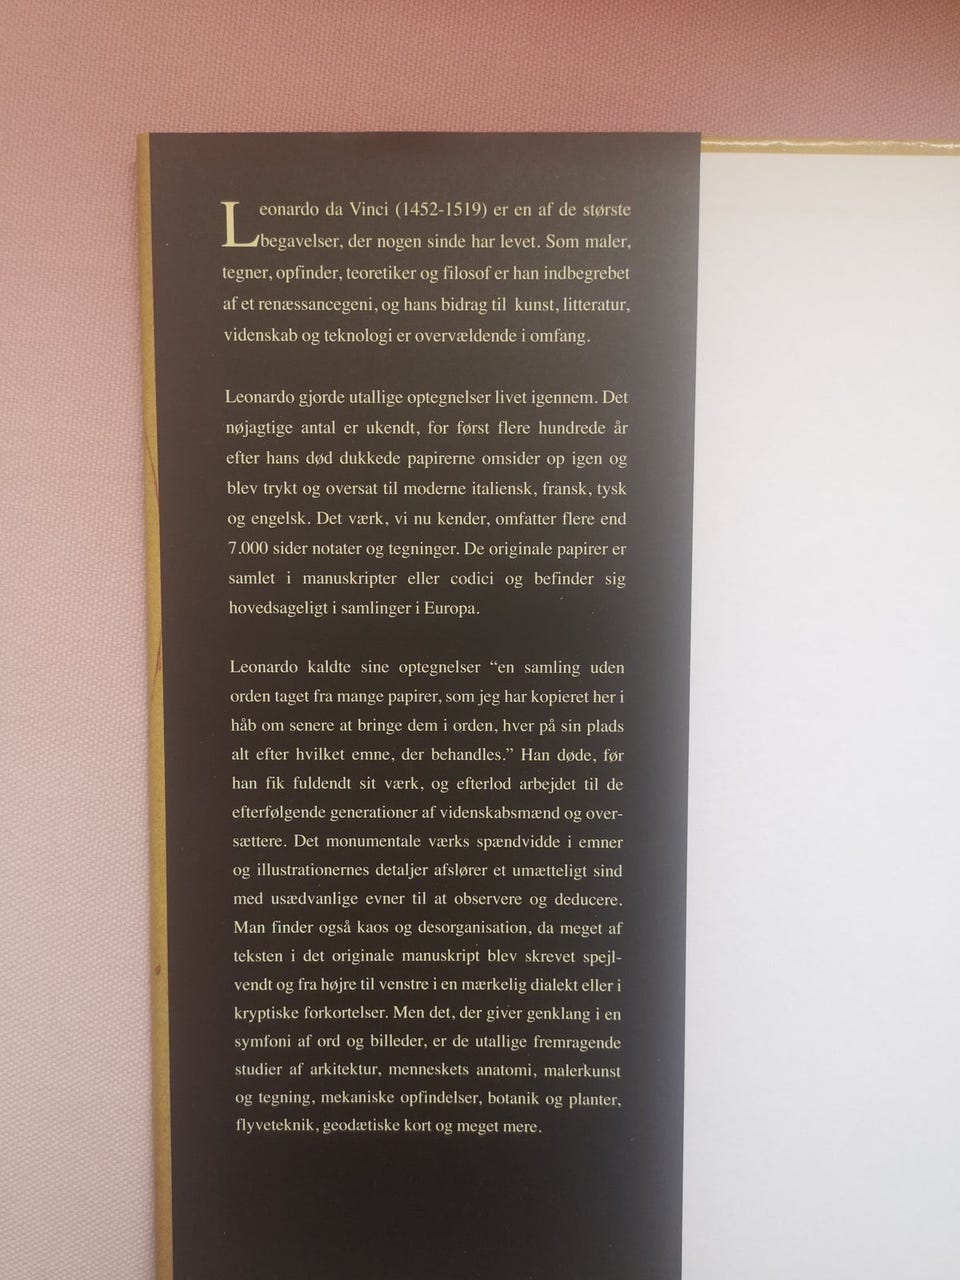 Leonardo da Vinci (1452-1519) er en af de største
begavelser, der nogen sinde har levet. Som maler,
tegner, opfinder, teoretiker og filosof er han indbegrebet
af et renæssancegeni, og hans bidrag til kunst, litteratur,
videnskab og teknologi er overvældende i omfang.
Leonardo gjorde utallige optegnelser livet igennem. Det
nøjagtige antal er ukendt, for først flere hundrede år
efter hans død dukkede papirerne omsider op igen og
blev trykt og oversat til moderne italiensk, fransk, tysk
og engelsk. Det værk, vi nu kender, omfatter flere end
7.000 sider notater og tegninger. De originale papirer er
samlet i manuskripter eller codici og befinder sig
hovedsageligt i samlinger i Europa.
Leonardo kaldte sine optegnelser “en samling uden
orden taget fra mange papirer, som jeg har kopieret her i
håb om senere at bringe dem i orden, hver på sin plads
alt efter hvilket emne, der behandles.” Han døde, før
han fik fuldendt sit værk, og efterlod arbejdet til de
efterfølgende generationer af videnskabsmænd og over-
sættere. Det monumentale værks spændvidde i emner
og illustrationernes detaljer afslører et umætteligt sind
med usædvanlige evner til at observere og deducere.
Man finder også kaos og desorganisation, da meget af
teksten i det originale manuskript blev skrevet spejl-
vendt og fra højre til venstre i en mærkelig dialekt eller i
kryptiske forkortelser. Men det, der giver genklang i en
symfoni af ord og billeder, er de utallige fremragende
studier af arkitektur, menneskets anatomi, malerkunst
og tegning, mekaniske opfindelser, botanik og planter,
flyveteknik, geodætiske kort og meget mere.